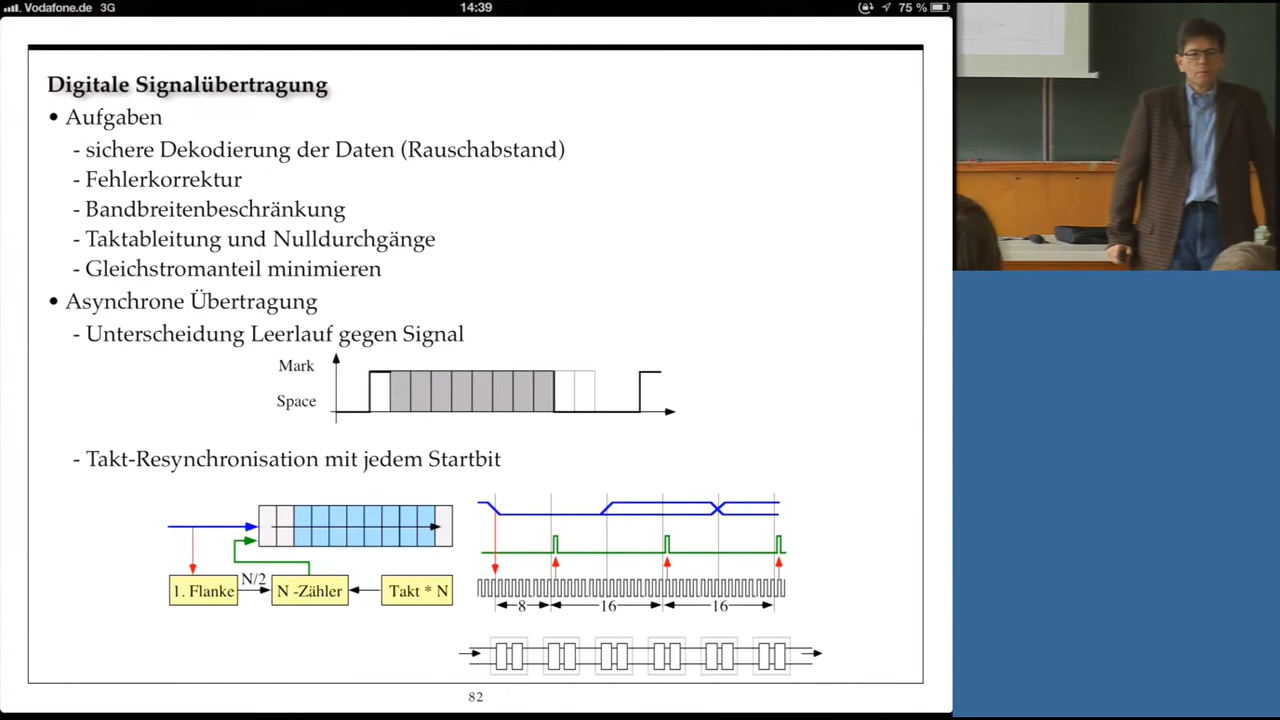 Vodafone.de 3G 14:39 75 %
Digitale Signalübertragung
• Aufgaben
- sichere Dekodierung der Daten (Rauschabstand)
- Fehlerkorrektur
- Bandbreitenbeschränkung
- Taktableitung und Nulldurchgänge
- Gleichstromanteil minimieren
• Asynchrone Übertragung
- Unterscheidung Leerlauf gegen Signal
Mark
Space
- Takt-Resynchronisation mit jedem Startbit
1. Flanke N/2 N -Zähler Takt * N
8 16 16
82